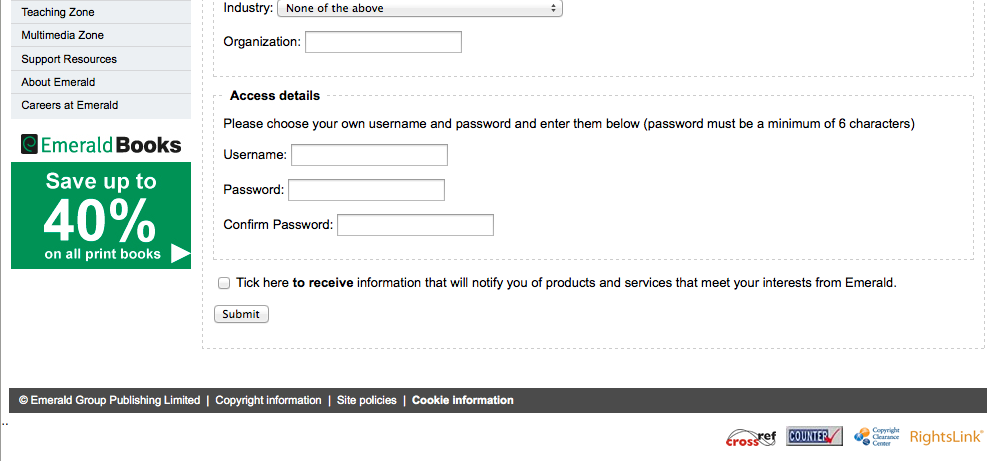 Teaching Zone
Multimedia Zone
Support Resources
About Emerald
Careers at Emerald
Emerald Books
Save up to
40%
on all print books
Industry: None of the above
Organization:
Access details
Please choose your own username and password and enter them below (password must be a minimum of 6 characters)
Username:
Password:
Confirm Password:
Tick here to receive information that will notify you of products and services that meet your interests from Emerald.
Submit
© Emerald Group Publishing Limited | Copyright information | Site policies | Cookie Information
..
crossref
COUNTER
Copyright
Clearance
Center
RightsLink®